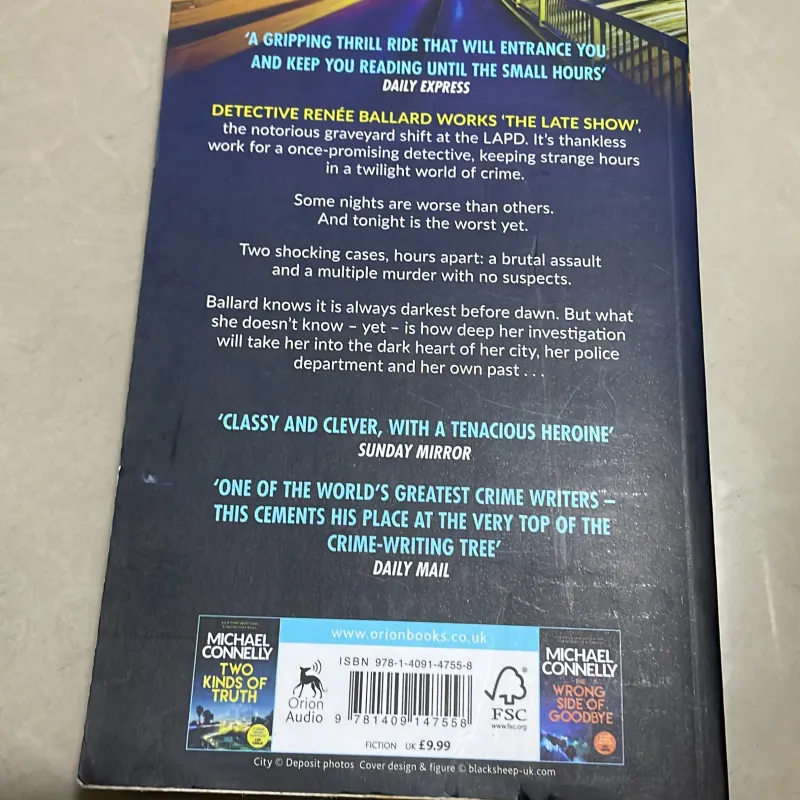 ‘A GRIPPING THRILL RIDE THAT WILL ENTRANCE YOU
AND KEEP YOU READING UNTIL THE SMALL HOURS’
DAILY EXPRESS
DETECTIVE RENÉE BALLARD WORKS ‘THE LATE SHOW’,
the notorious graveyard shift at the LAPD. It’s thankless
work for a once-promising detective, keeping strange hours
in a twilight world of crime.
Some nights are worse than others.
And tonight is the worst yet.
Two shocking cases, hours apart: a brutal assault
and a multiple murder with no suspects.
Ballard knows it is always darkest before dawn. But what
she doesn’t know – yet – is how deep her investigation
will take her into the dark heart of her city, her police
department and her own past . . .
‘CLASSY AND CLEVER, WITH A TENACIOUS HEROINE’
SUNDAY MIRROR
‘ONE OF THE WORLD’S GREATEST CRIME WRITERS –
THIS CEMENTS HIS PLACE AT THE VERY TOP OF THE
CRIME-WRITING TREE’
DAILY MAIL
MICHAEL
CONNELLY
TWO
KINDS OF
TRUTH
www.orionbooks.co.uk
ISBN 978-1-4091-4755-8
Orion
Audio
9 781409 147558
FSC
www.fsc.org
FICTION UK £9.99
MICHAEL
CONNELLY
THE
WRONG
SIDE OF
GOODBYE
City © Deposit photos Cover design & figure © blacksheep-uk.com